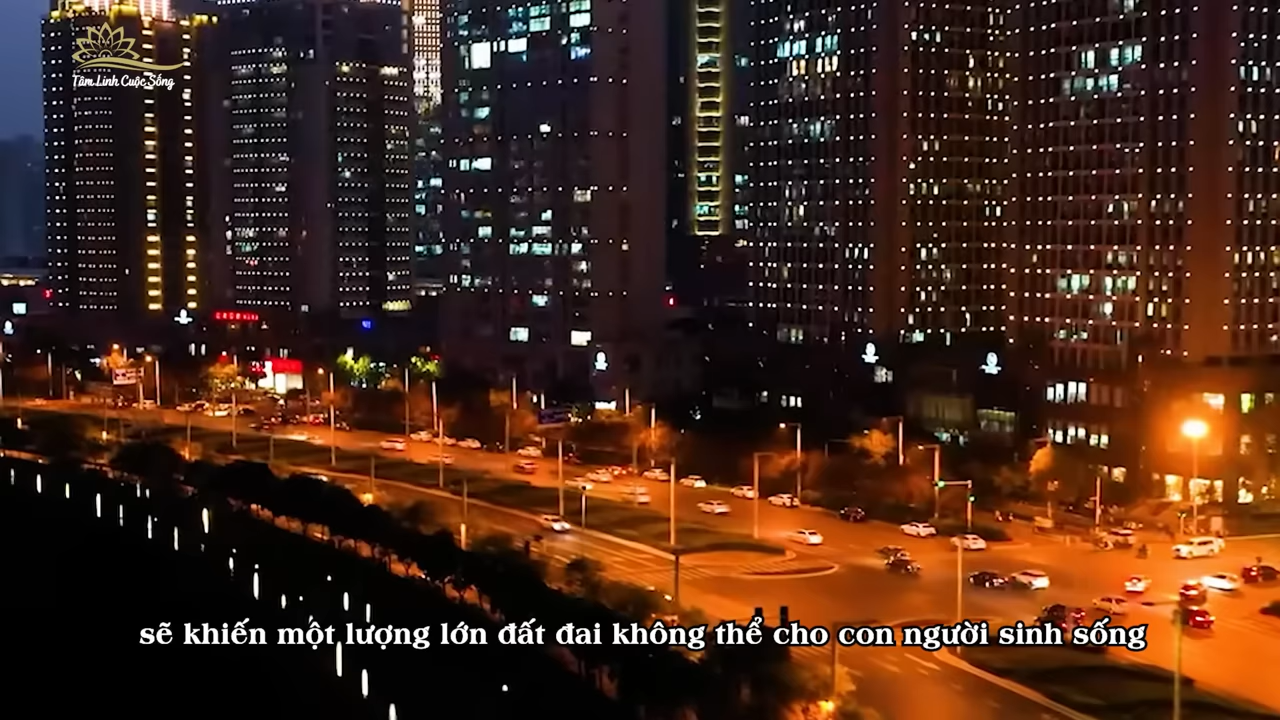 Tâm Linh Cuộc Sống
sẽ khiến một lượng lớn đất đai không thể cho con người sinh sống